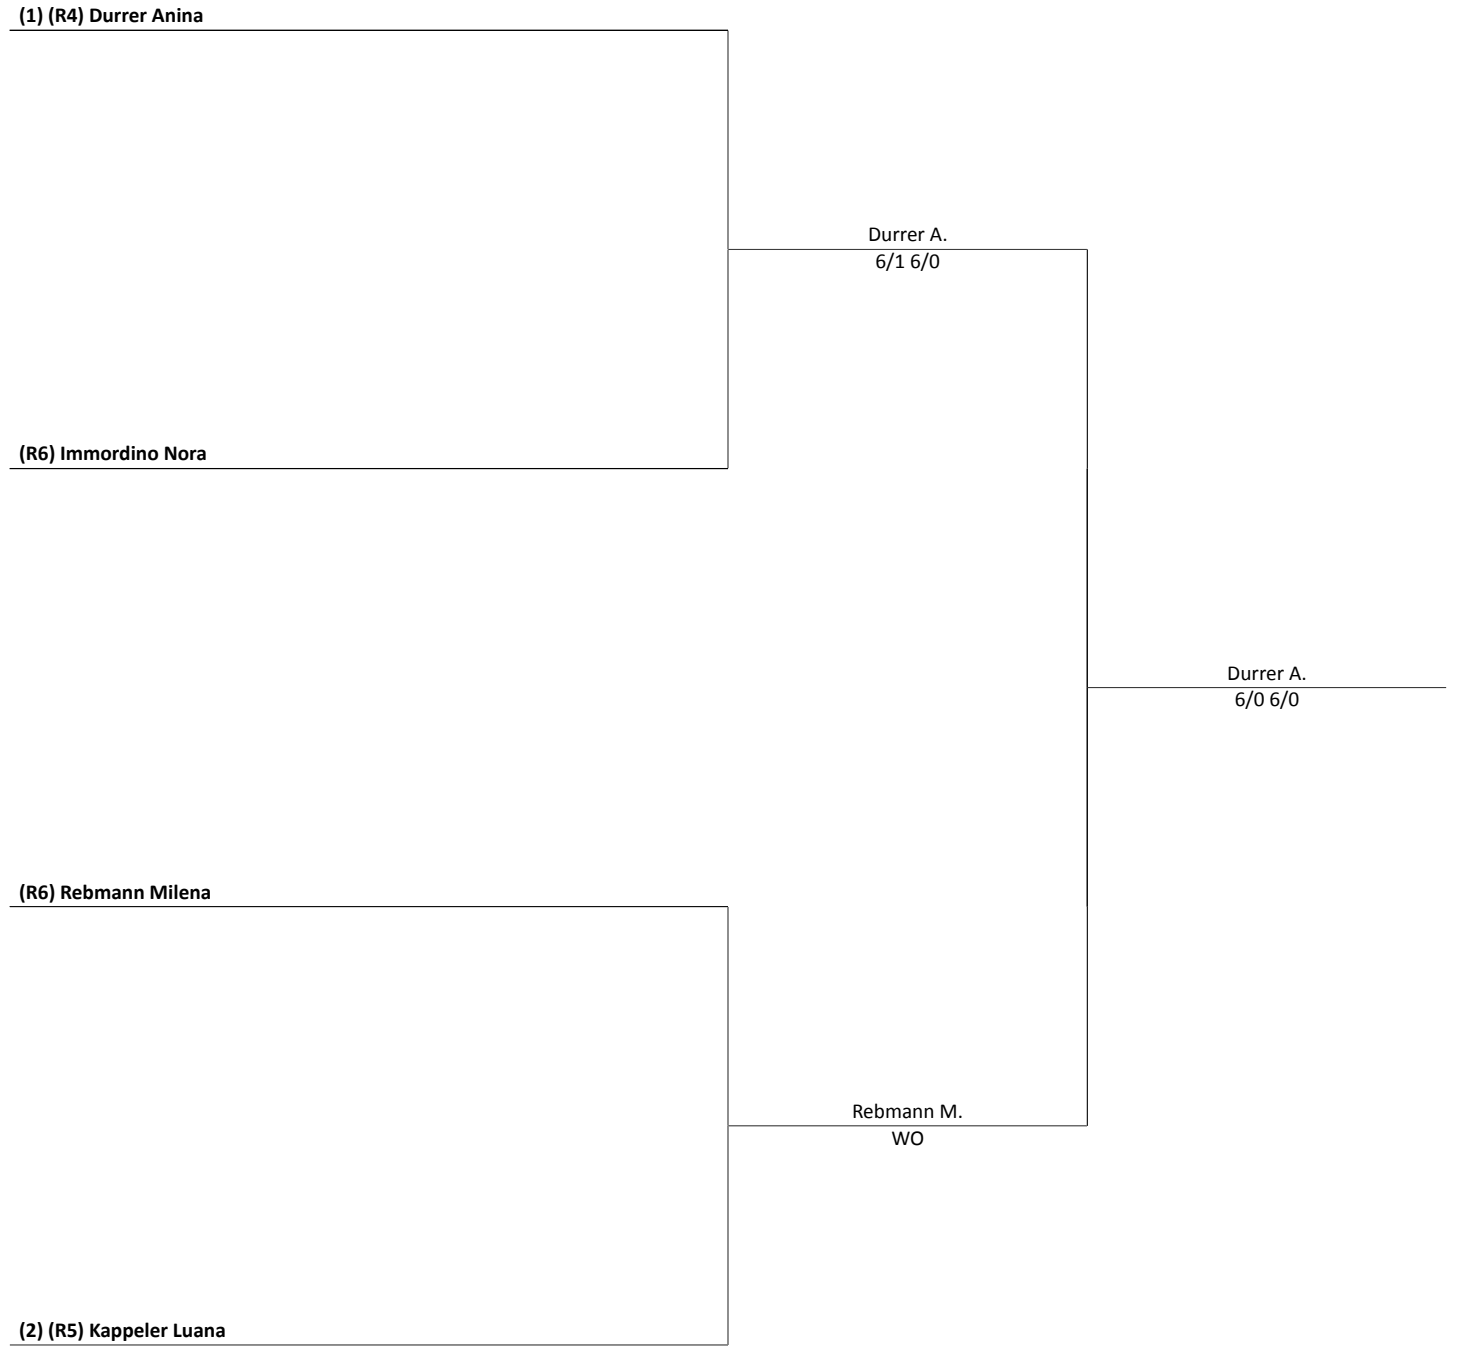 (1) (R4) Durrer Anina
Durrer A.
6/1 6/0
(R6) Immordino Nora
Durrer A.
6/0 6/0
(R6) Rebmann Milena
Rebmann M.
WO
(2) (R5) Kappeler Luana